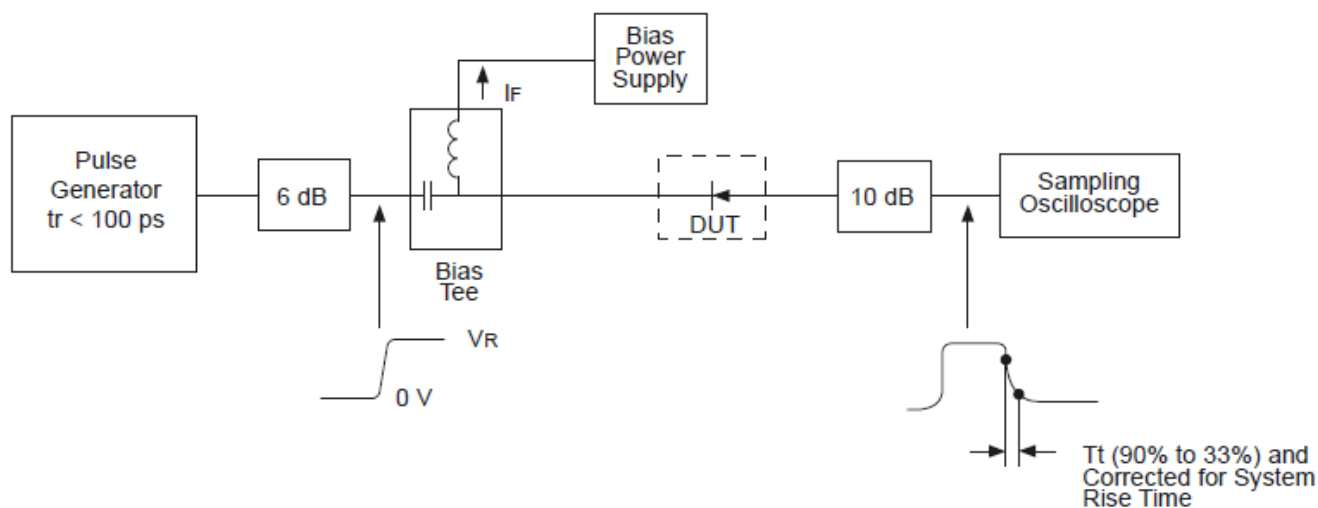 Bias
Power
Supply
IF
Pulse
Generator
tr < 100 ps
6 dB
Bias
Tee
DUT
10 dB
Sampling
Oscilloscope
VR
0 V
Tt (90% to 33%) and
Corrected for System
Rise Time